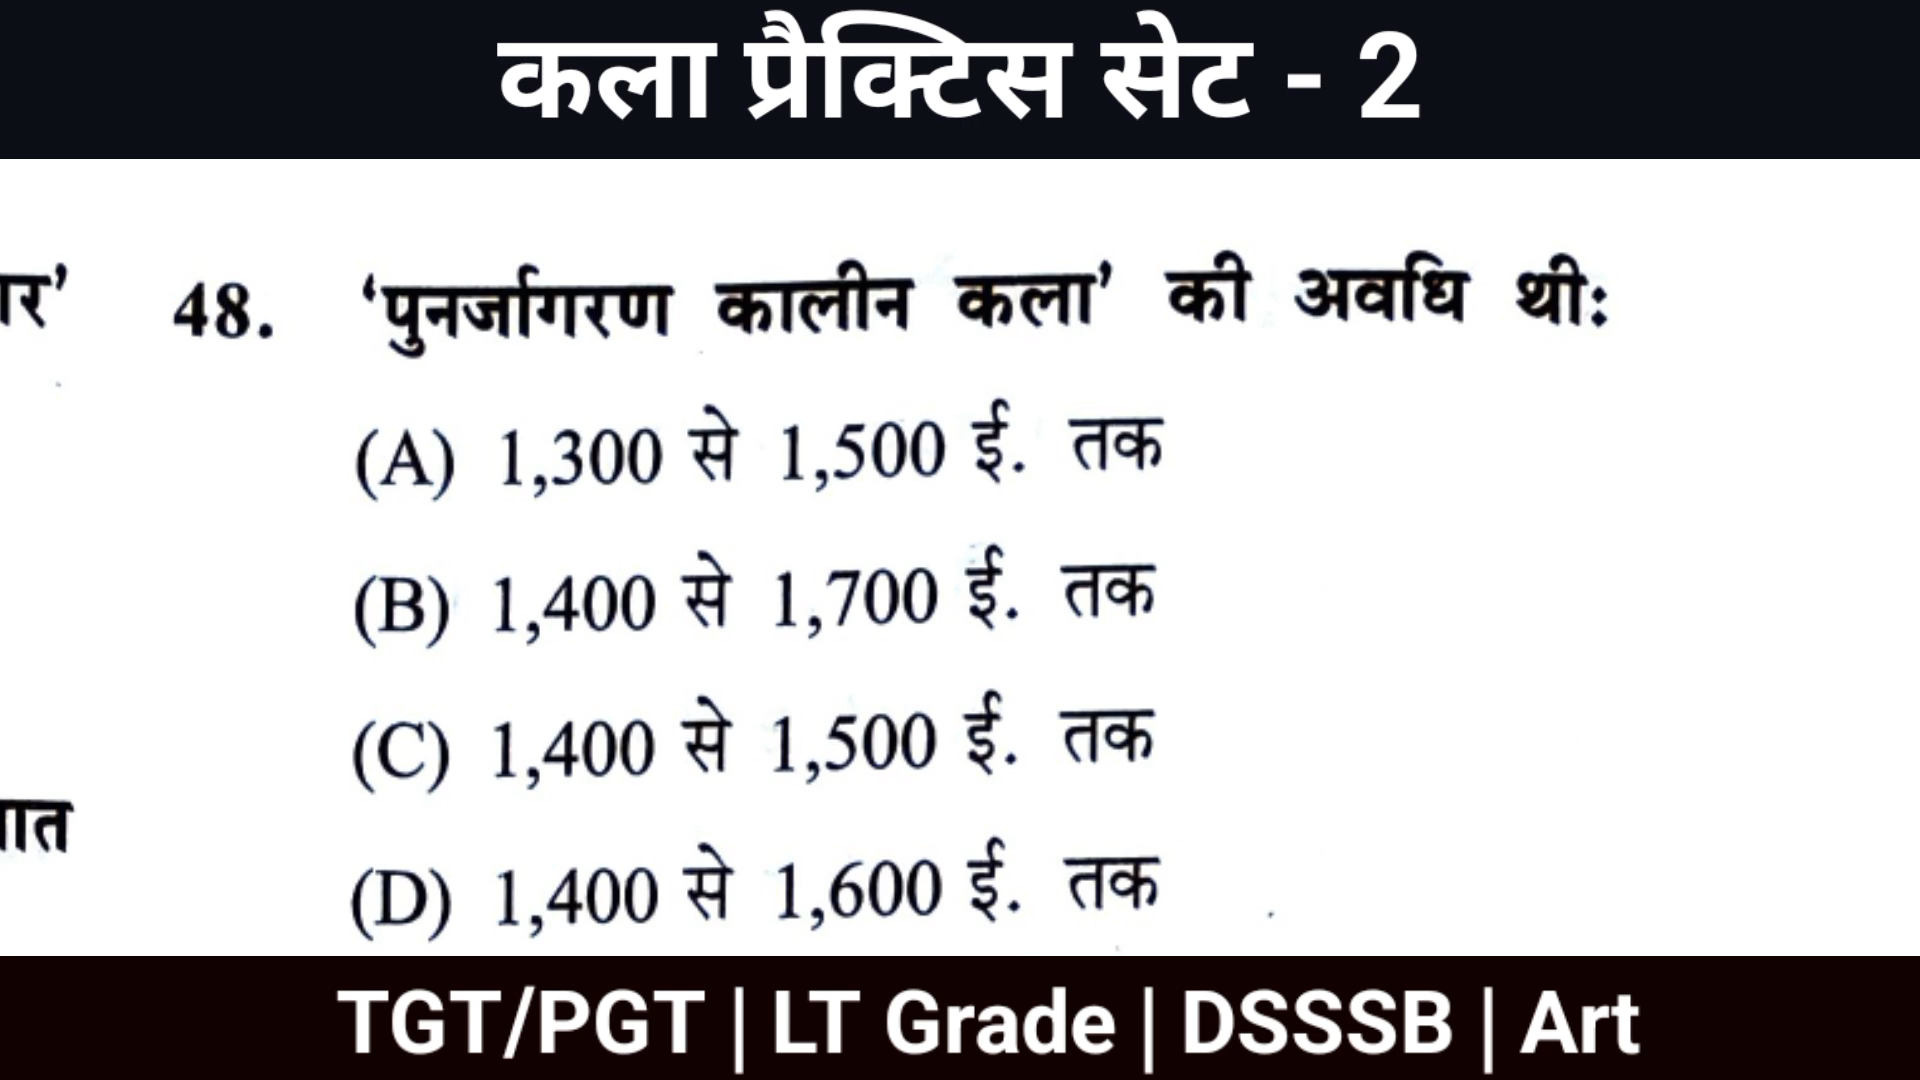 कला प्रैक्टिस सेट - 2
48. ‘पुनर्जागरण कालीन कला’ की अवधि थीः
(A) 1,300 से 1,500 ई. तक
(B) 1,400 से 1,700 ई. तक
(C) 1,400 से 1,500 ई. तक
(D) 1,400 से 1,600 ई. तक
TGT/PGT | LT Grade | DSSSB | Art